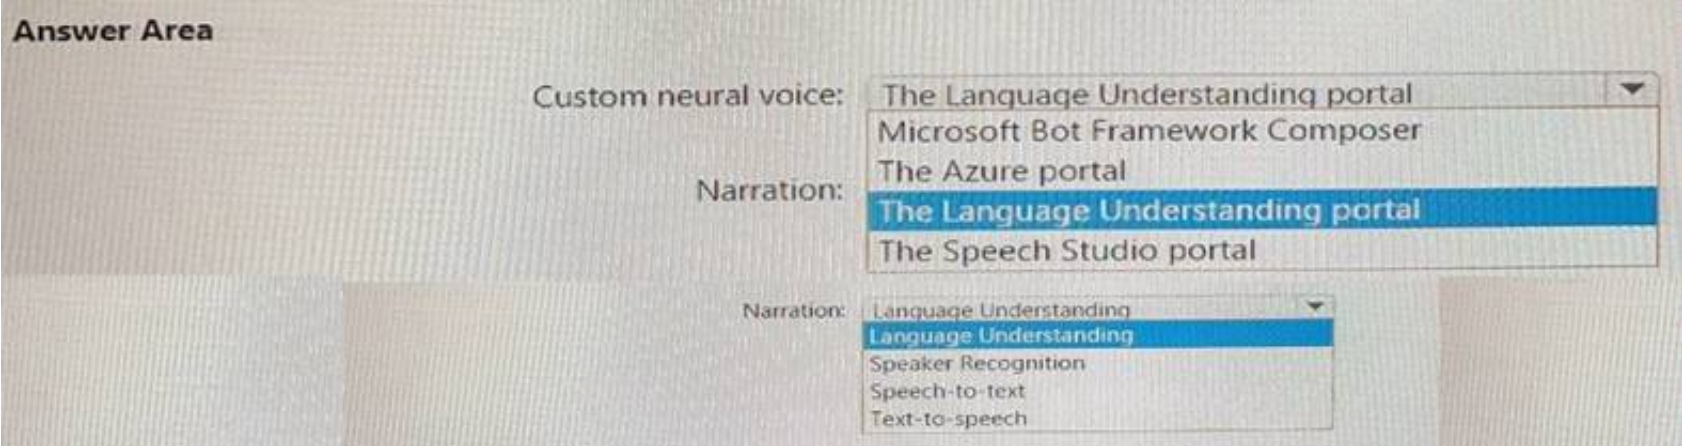 Answer Area
Custom neural voice: The Language Understanding portal
Microsoft Bot Framework Composer
The Azure portal
Narration:
The Language Understanding portal
The Speech Studio portal
Narration: Language Understanding
Language Understanding
Speaker Recognition
Speech-to-text
Text-to-speech